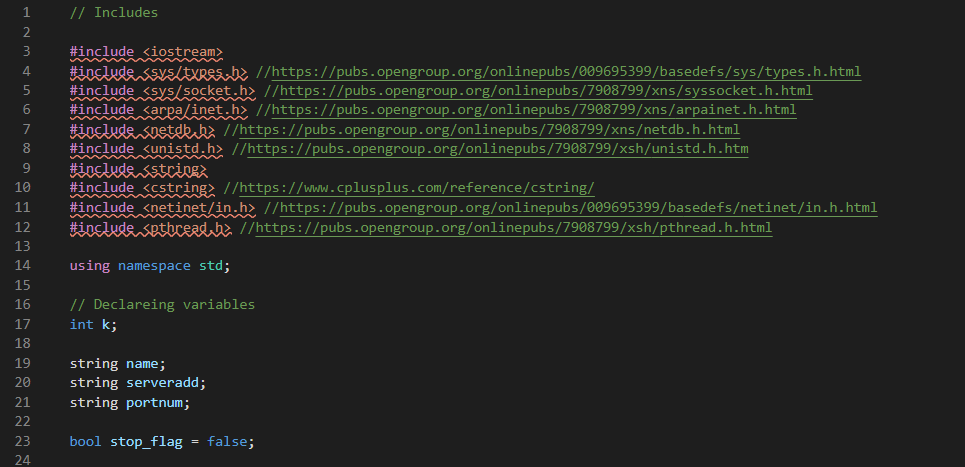 1 // Includes
2
3 #include <iostream>
4 #include <sys/types.h> //https://pubs.opengroup.org/onlinepubs/009695399/basedefs/sys/types.h.html
5 #include <sys/socket.h> //https://pubs.opengroup.org/onlinepubs/7908799/xns/syssocket.h.html
6 #include <arpa/inet.h> //https://pubs.opengroup.org/onlinepubs/7908799/xns/arpainet.h.html
7 #include <netdb.h> //https://pubs.opengroup.org/onlinepubs/7908799/xns/netdb.h.html
8 #include <unistd.h> //https://pubs.opengroup.org/onlinepubs/7908799/xsh/unistd.h.htm
9 #include <string>
10 #include <cstring> //https://www.cplusplus.com/reference/cstring/
11 #include <netinet/in.h> //https://pubs.opengroup.org/onlinepubs/009695399/basedefs/netinet/in.h.html
12 #include <pthread.h> //https://pubs.opengroup.org/onlinepubs/7908799/xsh/pthread.h.html
13
14 using namespace std;
15
16 // Declareing variables
17 int k;
18
19 string name;
20 string serveradd;
21 string portnum;
22
23 bool stop_flag = false;
24